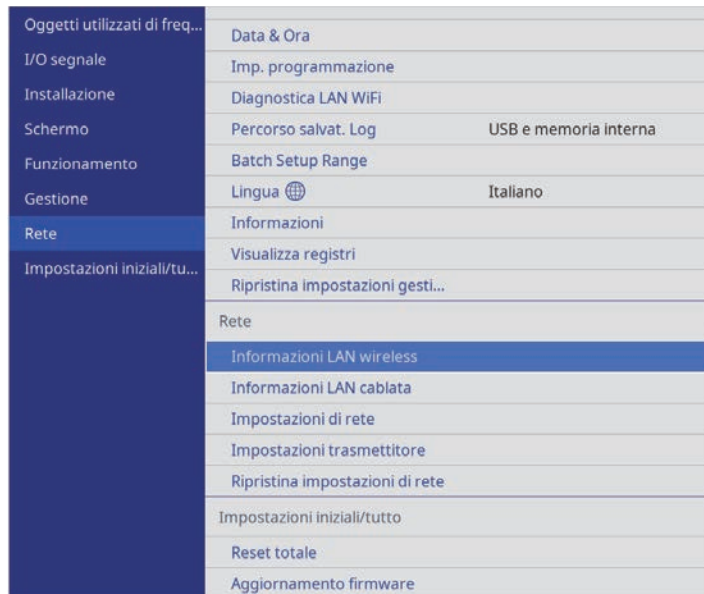 Oggetti utilizzati di freq...
I/O segnale
Installazione
Schermo
Funzionamento
Gestione
Rete
Impostazioni iniziali/tu...
Data & Ora
Imp. programmazione
Diagnostica LAN WiFi
Percorso salvat. Log USB e memoria interna
Batch Setup Range
Lingua Italiano
Informazioni
Visualizza registri
Ripristina impostazioni gesti...
Rete
Informazioni LAN wireless
Informazioni LAN cablata
Impostazioni di rete
Impostazioni trasmettitore
Ripristina impostazioni di rete
Impostazioni iniziali/tutto
Reset totale
Aggiornamento firmware